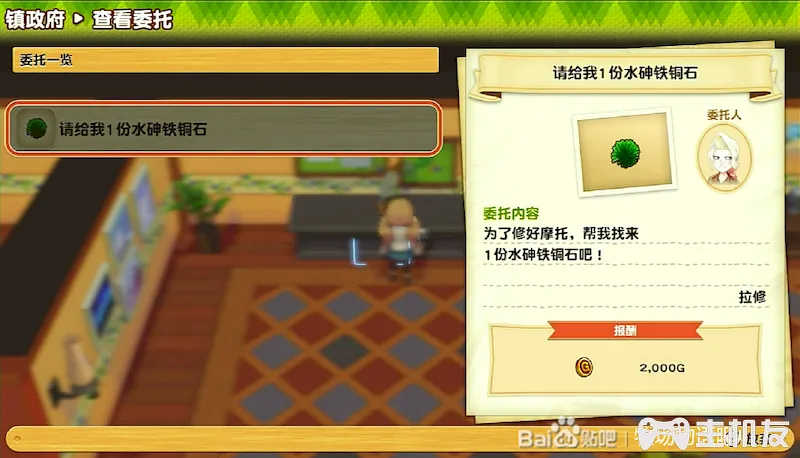 镇政府 ▶ 查看委托
委托一览
请给我1份水砷铁铜石
请给我1份水砷铁铜石
委托人
委托内容
为了修好摩托，帮我找来
1份水砷铁铜石吧！
拉修
报酬
2,000G
Bai贴吧
主机友